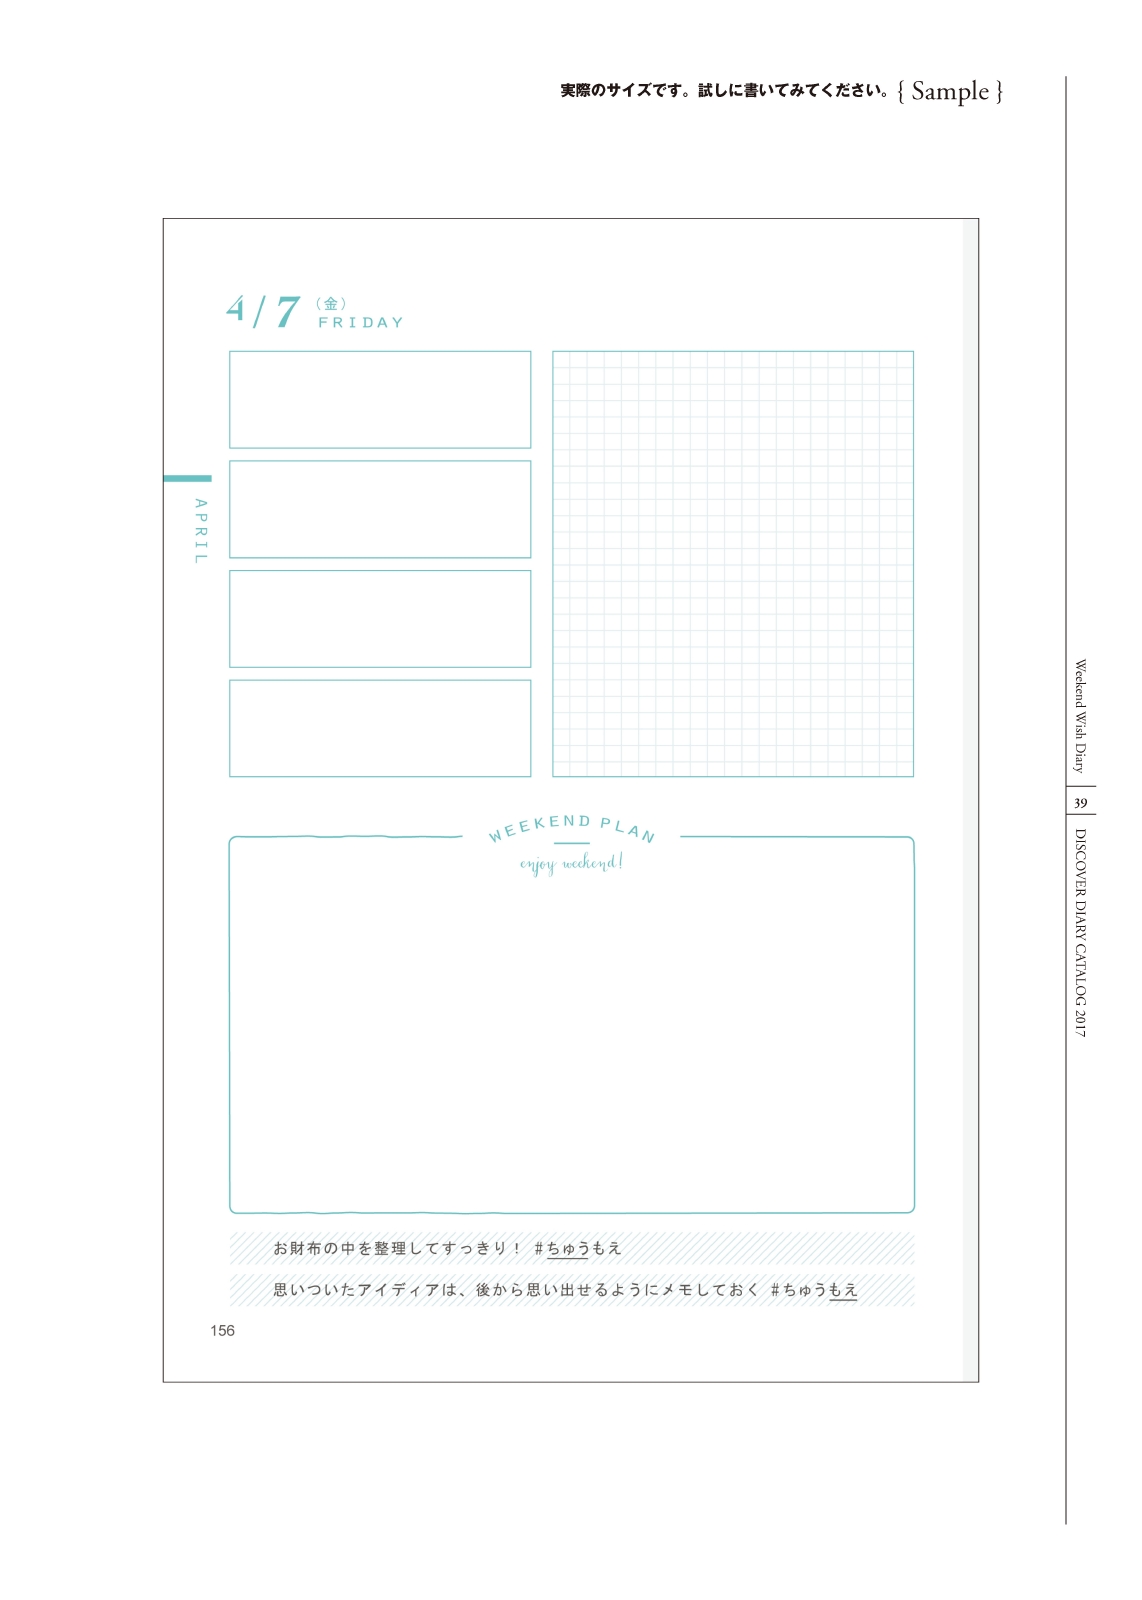 実際のサイズです。試しに書いてみてください。{ Sample }
4/7 （金）
FRIDAY
APRIL
WEEKEND PLAN
enjoy weekend!
お財布の中を整理してすっきり！ #ちゅうもえ
思いついたアイディアは、後から思い出せるようにメモしておく #ちゅうもえ
156
Weekend Wish Diary
39
DISCOVER DIARY CATALOG 2017